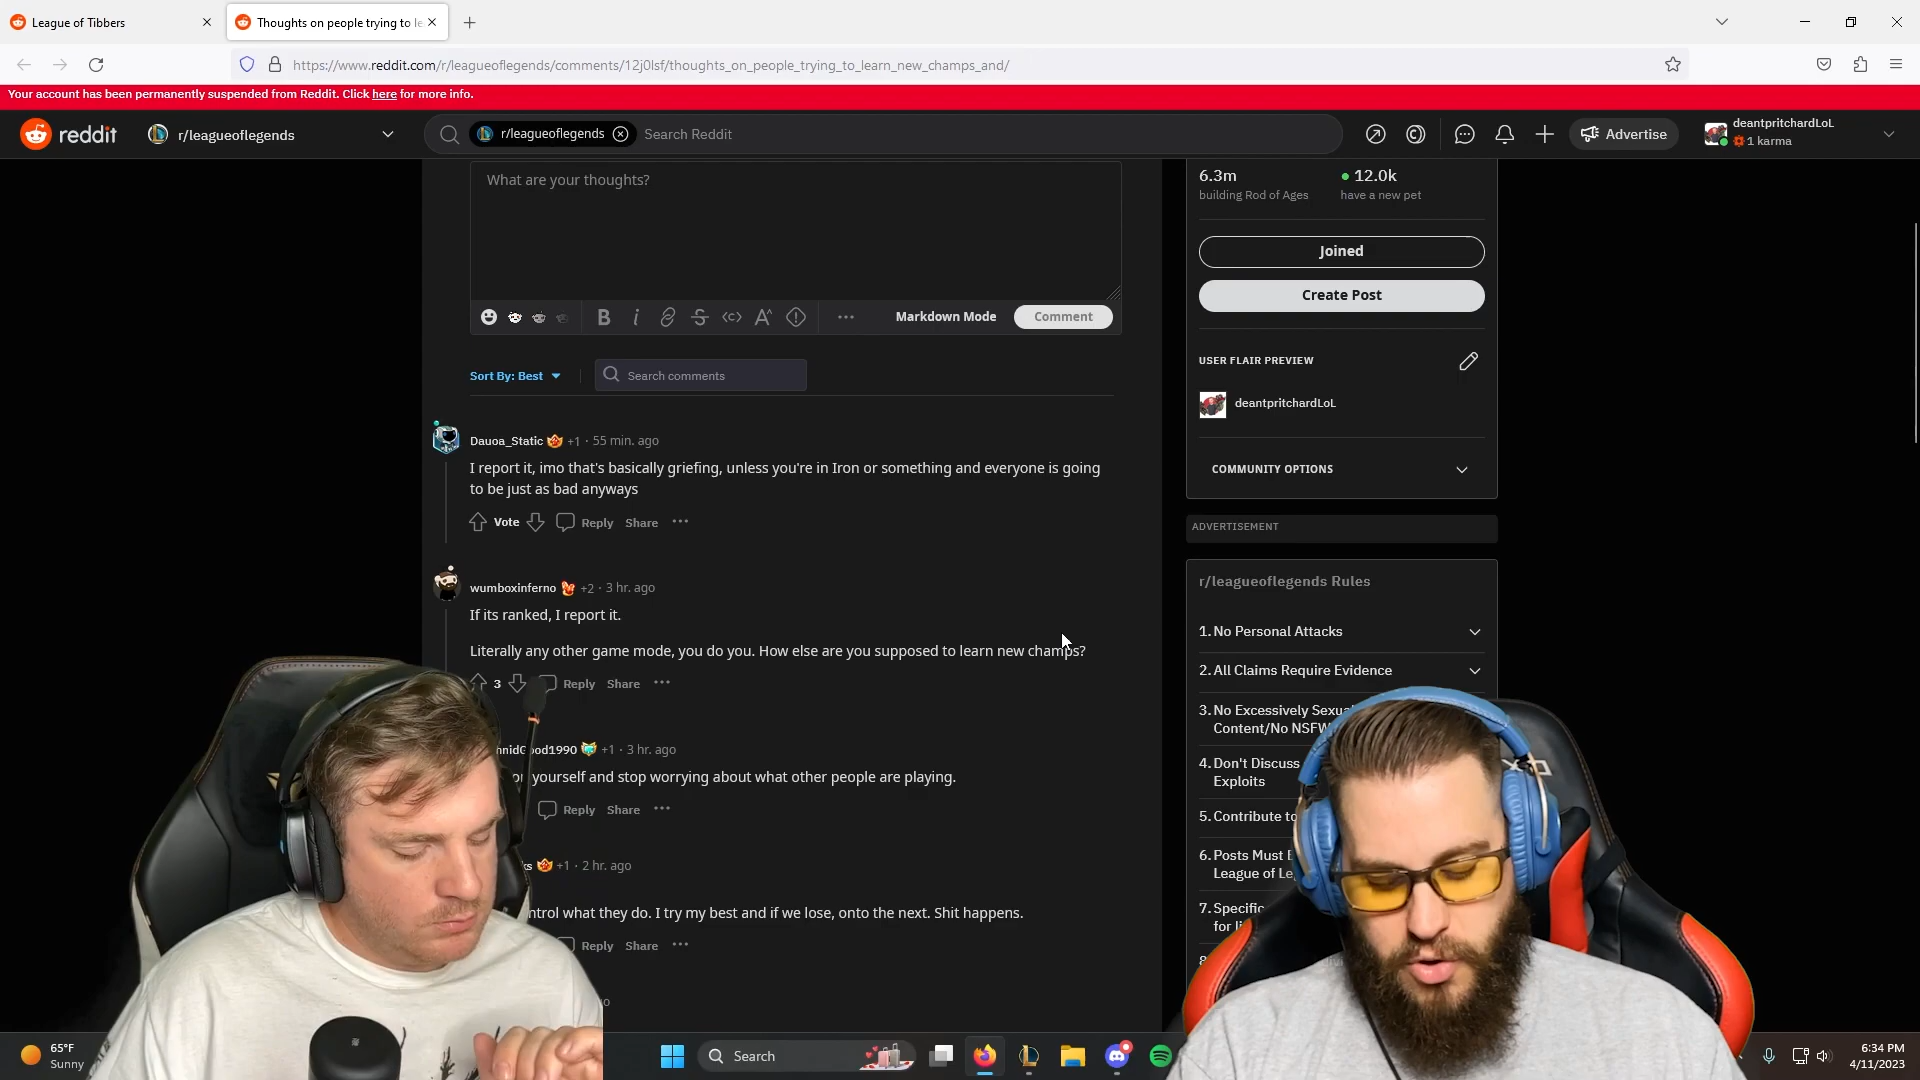 League of Tibbers
Thoughts on people trying to le
https://www.reddit.com/r/leagueoflegends/comments/12j0lsf/thoughts_on_people_trying_to_learn_new_champs_and/
Your account has been permanently suspended from Reddit. Click here for more info.
reddit
r/leagueoflegends
r/leagueoflegends
Search Reddit
Advertise
deantpritchardLoL
1 karma
What are your thoughts?
Markdown Mode
Comment
Sort By: Best
Search comments
Dauoa_Static +1 · 55 min. ago
I report it, imo that's basically griefing, unless you're in Iron or something and everyone is going
to be just as bad anyways
Vote Reply Share
wumboxinferno +2 · 3 hr. ago
If its ranked, I report it.
Literally any other game mode, you do you. How else are you supposed to learn new champs?
3 Reply Share
+1 · 3 hr. ago
yourself and stop worrying about what other people are playing.
Reply Share
+1 · 2 hr. ago
what they do. I try my best and if we lose, onto the next. Shit happens.
Reply Share
6.3m
12.0k
building Rod of Ages
have a new pet
Joined
Create Post
USER FLAIR PREVIEW
deantpritchardLoL
COMMUNITY OPTIONS
ADVERTISEMENT
r/leagueoflegends Rules
1. No Personal Attacks
2. All Claims Require Evidence
3. No Excessively
Content/No
4. Don't Discuss
Exploits
5. Contribute
6. Posts Must
League of
7.
for
65°F
Sunny
Search
6:34 PM
4/11/2023